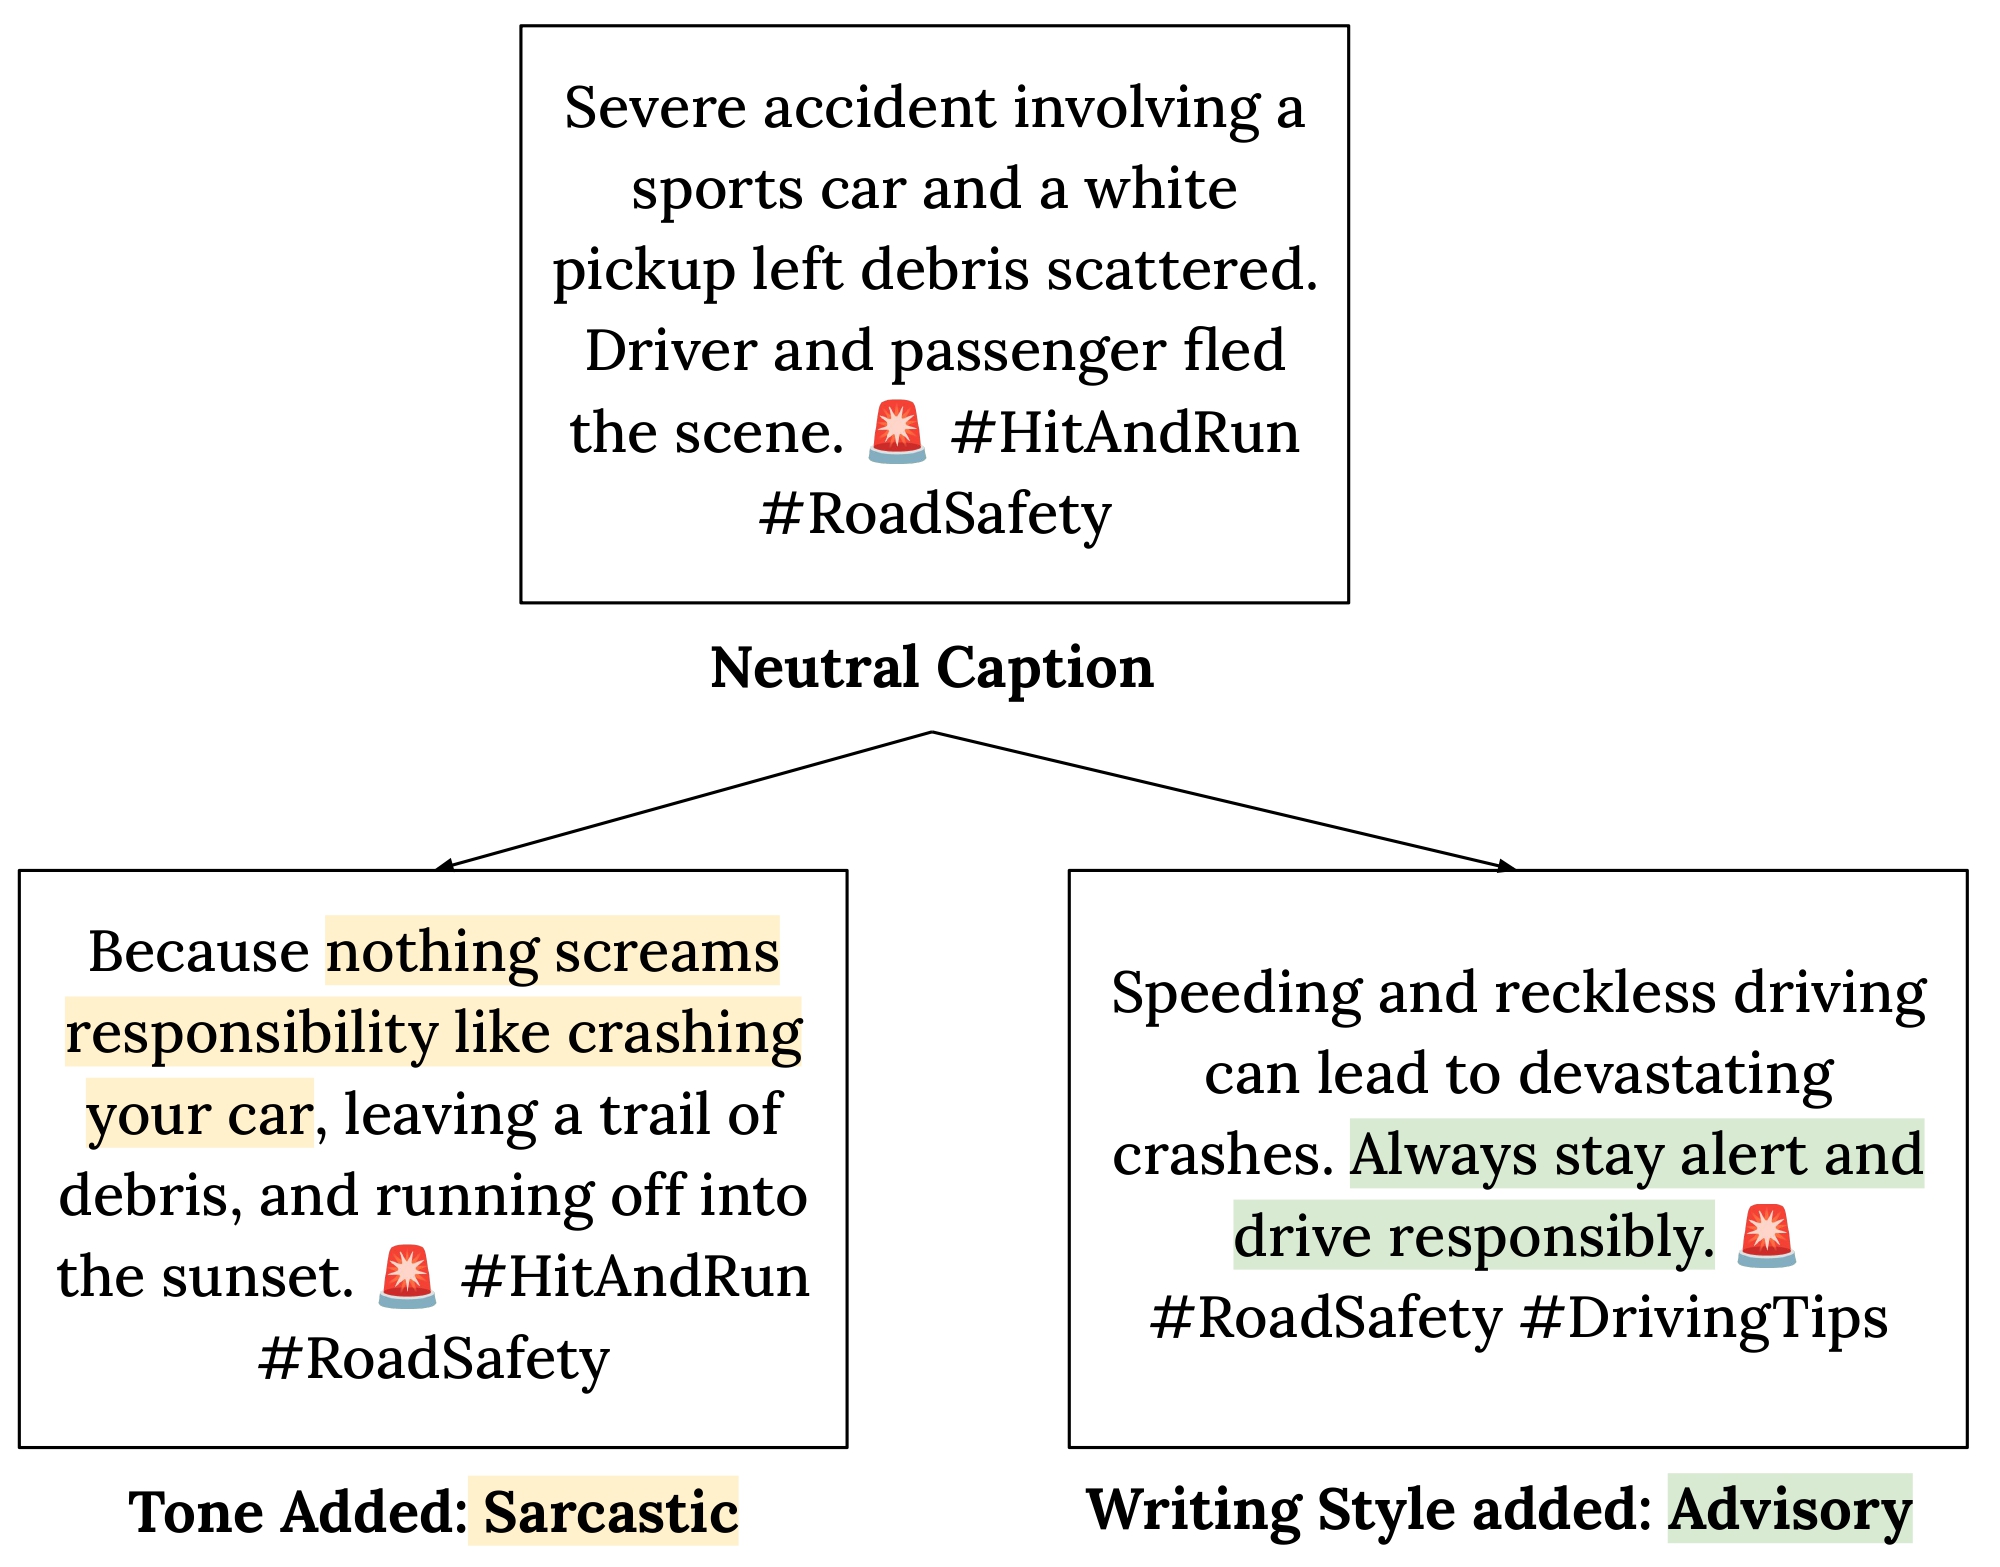 Severe accident involving a
sports car and a white
pickup left debris scattered.
Driver and passenger fled
the scene. 🚨 #HitAndRun
#RoadSafety
Neutral Caption
Because nothing screams
responsibility like crashing
your car, leaving a trail of
debris, and running off into
the sunset. 🚨 #HitAndRun
#RoadSafety
Tone Added: Sarcastic
Speeding and reckless driving
can lead to devastating
crashes. Always stay alert and
drive responsibly. 🚨
#RoadSafety #DrivingTips
Writing Style added: Advisory